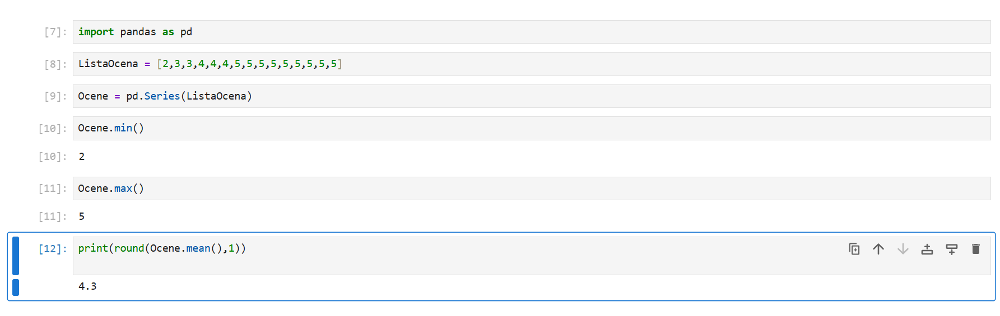 [7]: import pandas as pd
[8]: ListaOcena = [2,3,3,4,4,4,5,5,5,5,5,5,5,5,5]
[9]: Ocene = pd.Series(ListaOcena)
[10]: Ocene.min()
[10]: 2
[11]: Ocene.max()
[11]: 5
[12]: print(round(Ocene.mean(),1))
4.3